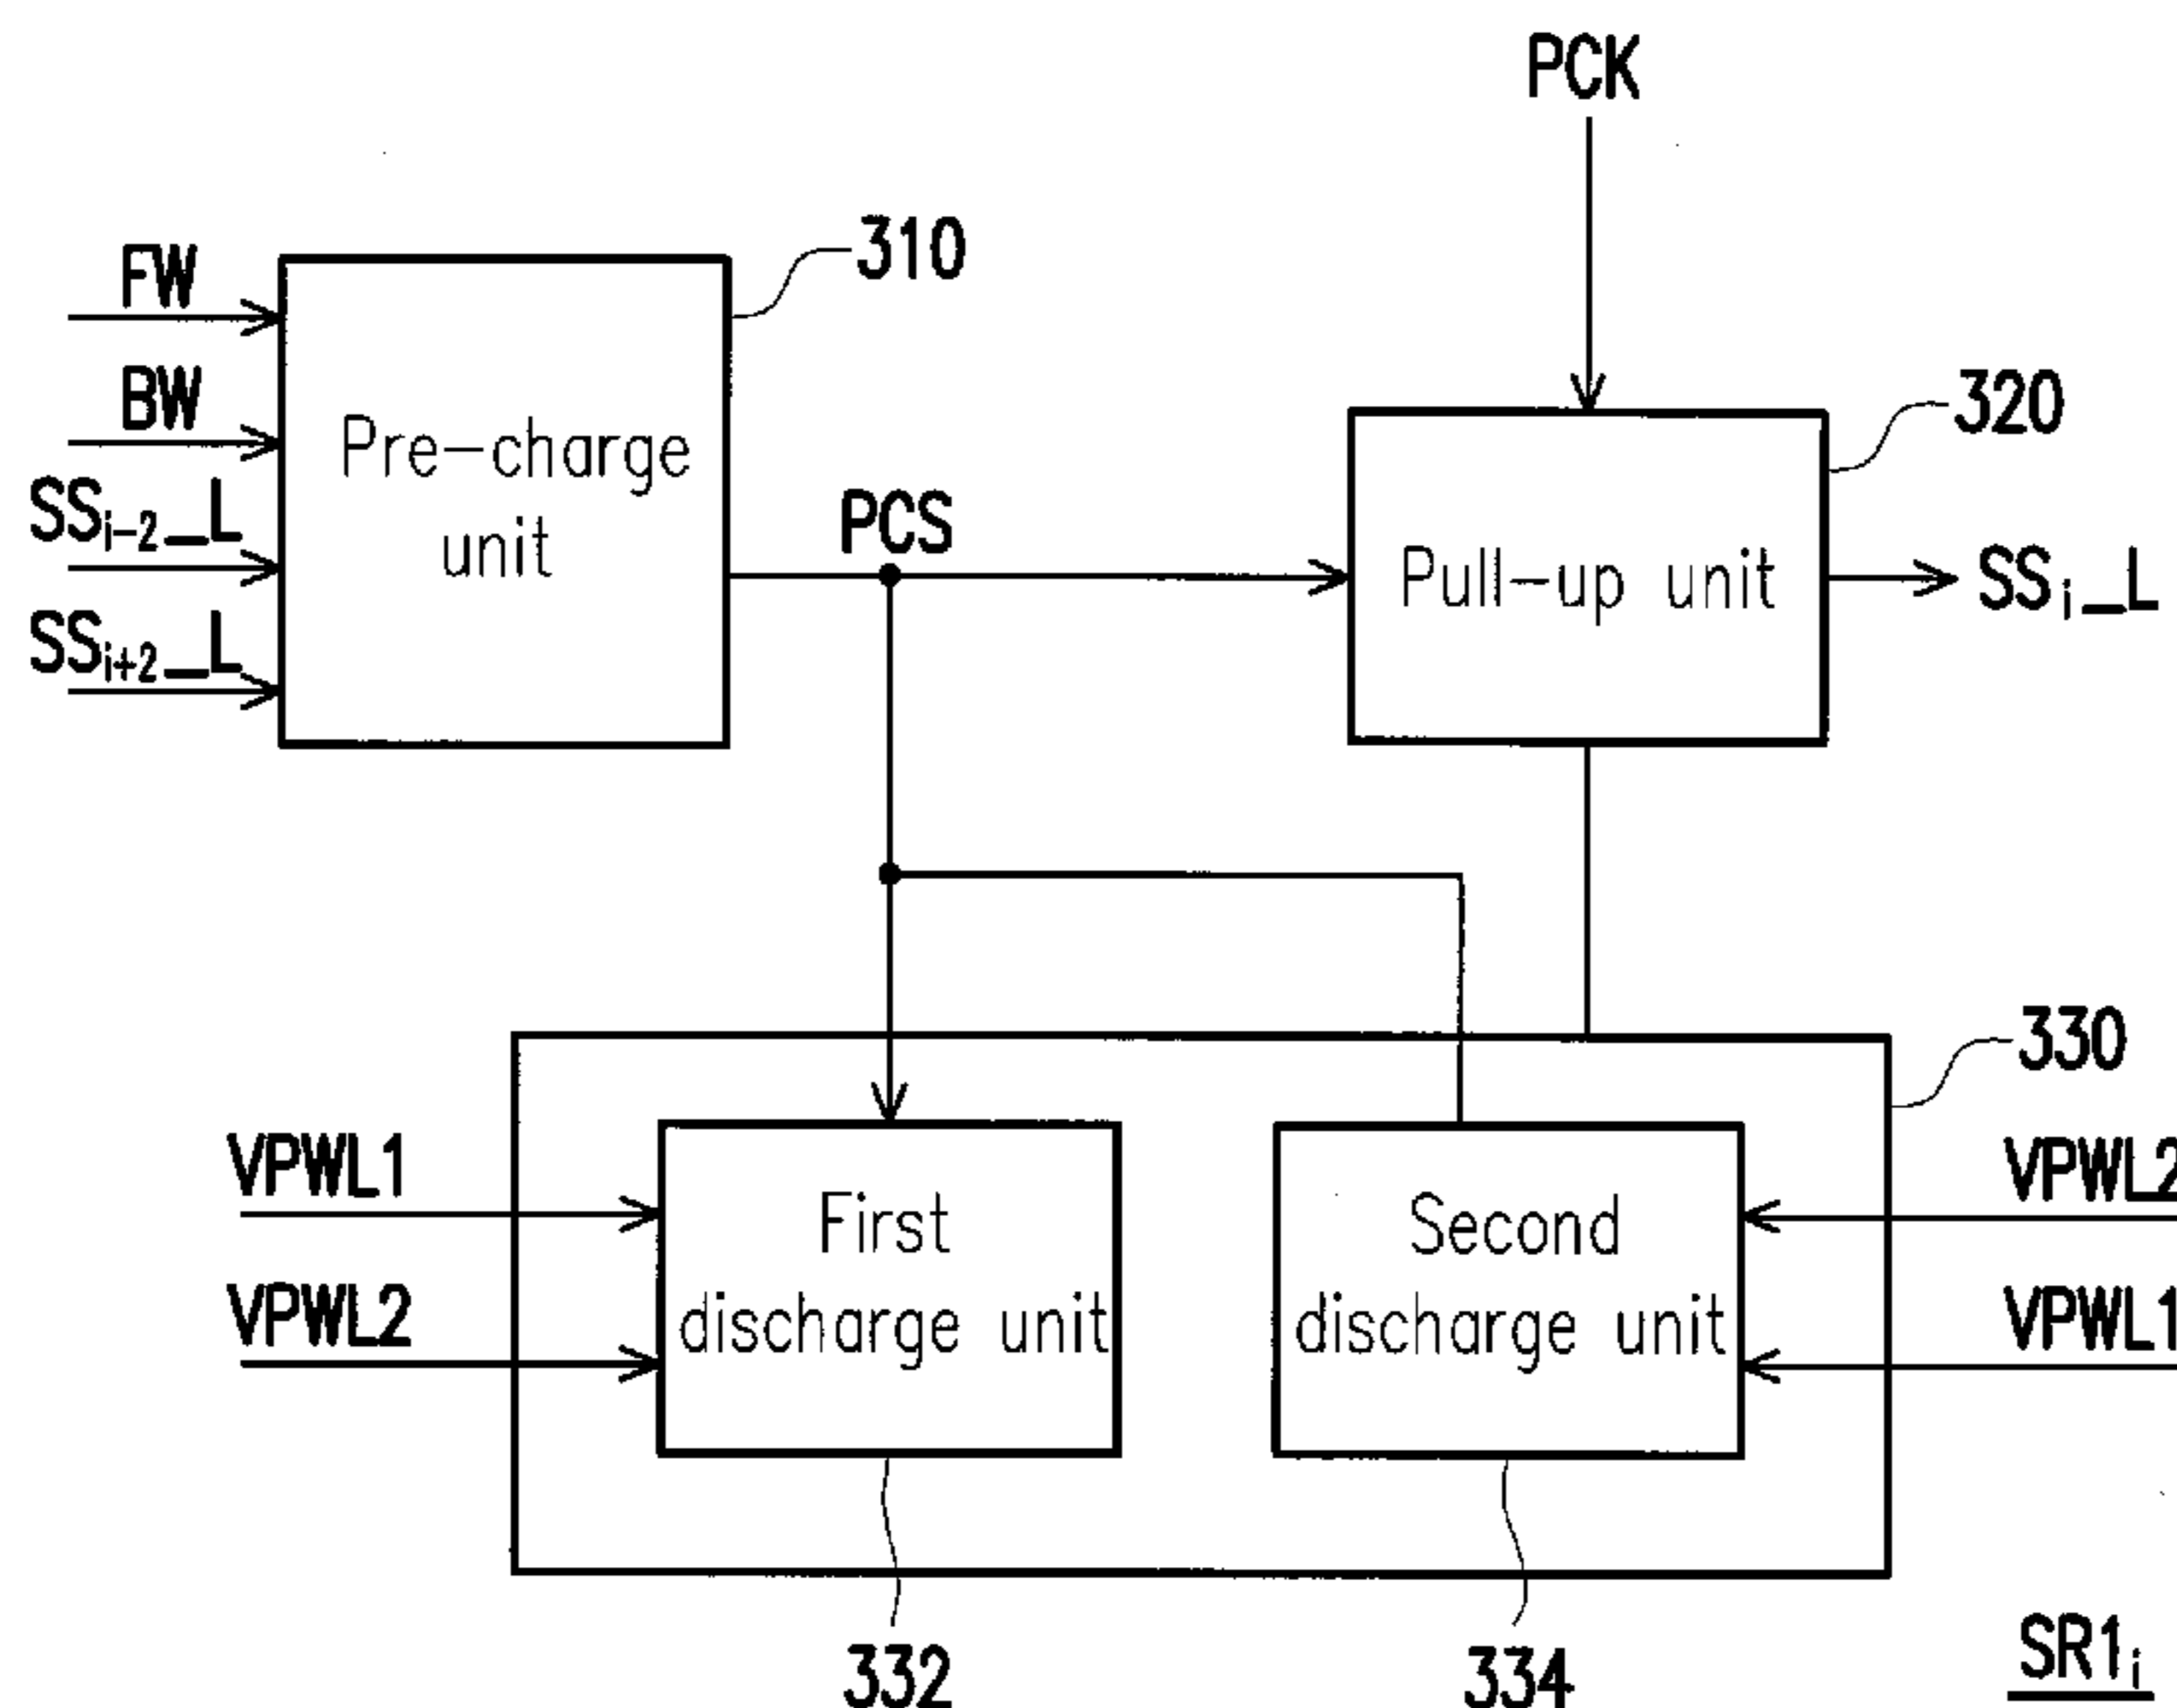 PCK
310
FW
BW
320
Pre-charge
unit
SSi-2_L
PCS
Pull-up unit
SSi_L
SSi+2_L
330
VPWL1
VPWL2
First
discharge unit
Second
discharge unit
VPWL2
VPWL1
332
334
SR1i